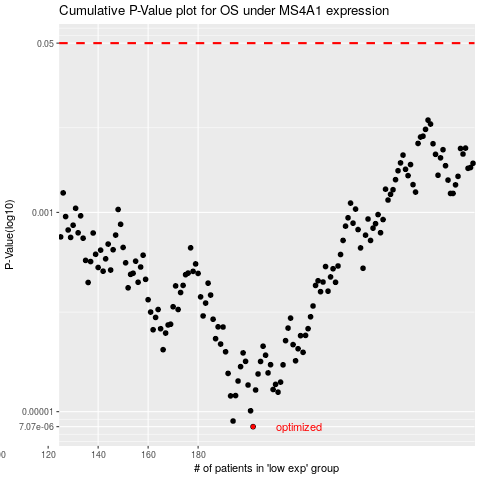 Cumulative P-Value plot for OS under MS4A1 expression
0.05
0.001
0.00001
7.07e-06
P-Value(log10)
optimized
00 120 140 160 180
# of patients in 'low exp' group